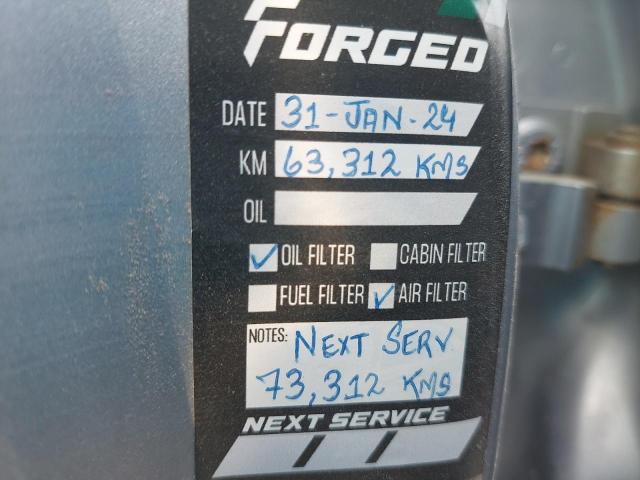 FORGED
DATE 31-JAN-24
KM 63,312 KMS
OIL
OIL FILTER CABIN FILTER
FUEL FILTER AIR FILTER
NOTES: NEXT SERV
73,312 KMS
NEXT SERVICE